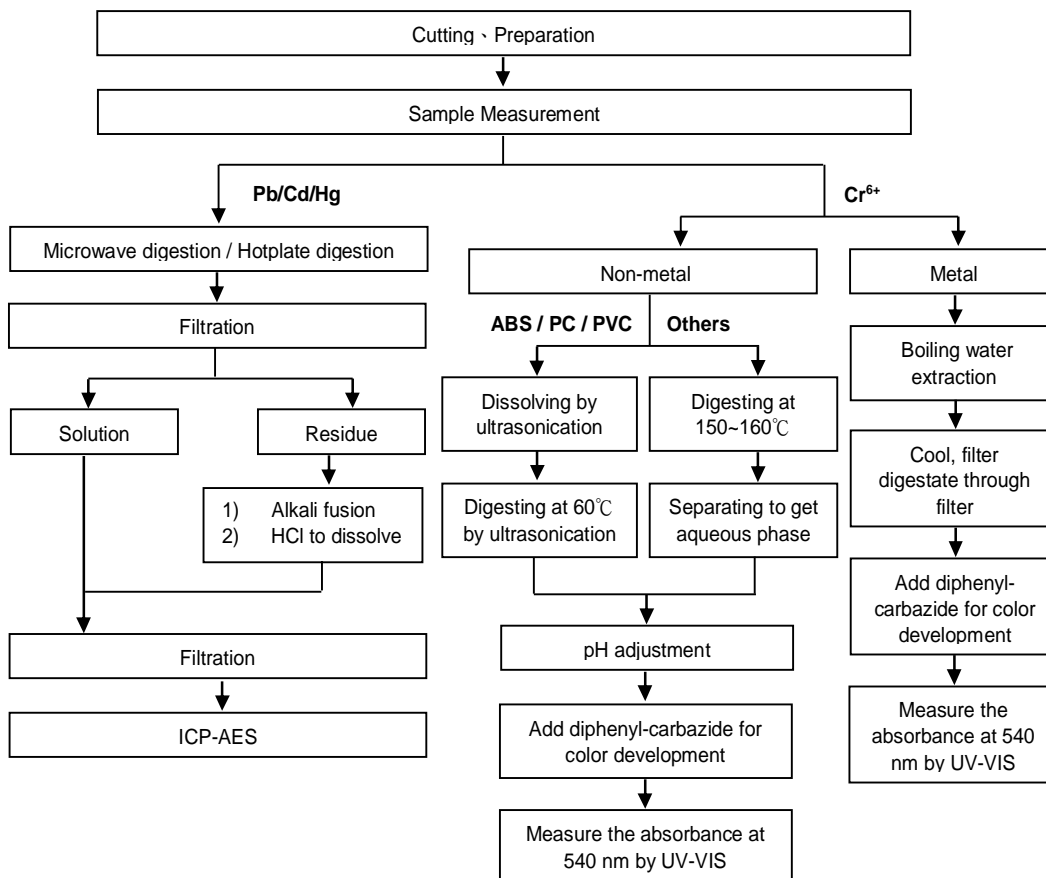 Cutting、Preparation
Sample Measurement
Pb/Cd/Hg
Cr⁶⁺
Microwave digestion / Hotplate digestion
Non-metal
Metal
Filtration
ABS / PC / PVC
Others
Boiling water
extraction
Solution
Residue
Dissolving by
ultrasonication
Digesting at
150~160℃
Cool, filter
digestate through
filter
1) Alkali fusion
2) HCl to dissolve
Digesting at 60℃
by ultrasonication
Separating to get
aqueous phase
Add diphenyl-
carbazide for color
development
Filtration
pH adjustment
ICP-AES
Add diphenyl-carbazide for
color development
Measure the
absorbance at 540
nm by UV-VIS
Measure the absorbance at
540 nm by UV-VIS